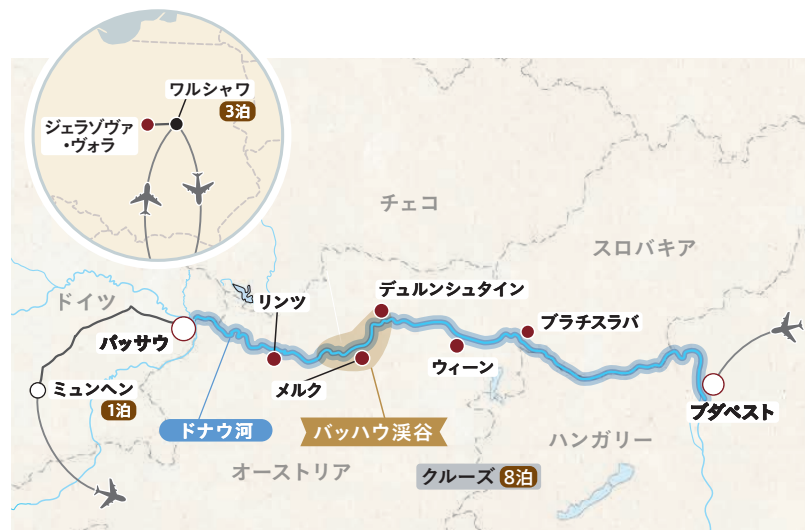 ワルシャワ
3泊
ジェラゾヴァ
・ヴォラ
チェコ
スロバキア
ドイツ
リンツ
デュルンシュタイン
パッサウ
ブラチスラバ
ウィーン
メルク
ミュンヘン
1泊
ブダペスト
ドナウ河
バッハウ渓谷
ハンガリー
オーストリア
クルーズ 8泊